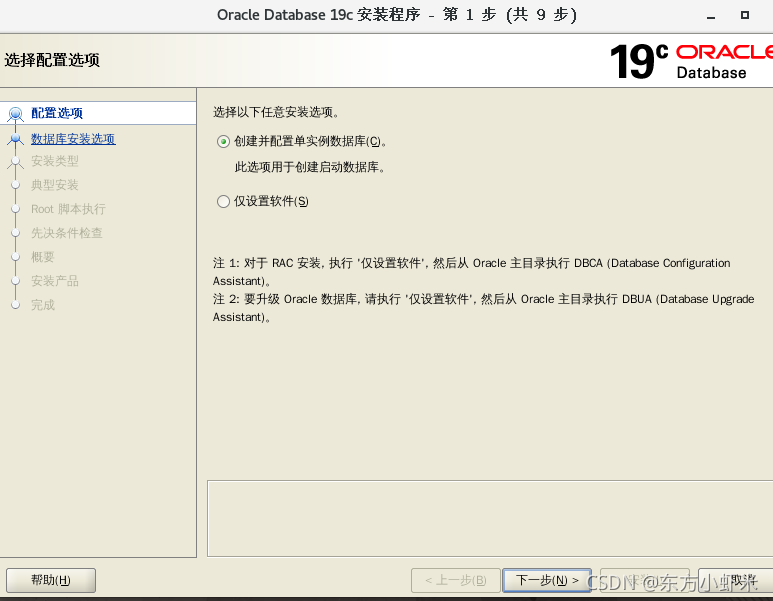 Oracle Database 19c 安装程序 - 第 1 步 (共 9 步)
选择配置选项
19c ORACLE
Database
配置选项
数据库安装选项
安装类型
典型安装
Root 脚本执行
先决条件检查
概要
安装产品
完成
选择以下任意安装选项。
创建并配置单实例数据库(C)。
此选项用于创建启动数据库。
仅设置软件(S)
注 1: 对于 RAC 安装, 执行 '仅设置软件', 然后从 Oracle 主目录执行 DBCA (Database Configuration
Assistant)。
注 2: 要升级 Oracle 数据库, 请执行 '仅设置软件', 然后从 Oracle 主目录执行 DBUA (Database Upgrade
Assistant)。
帮助(H)
< 上一步(B)
下一步(N) >
取消
CSDN @东方小虾米